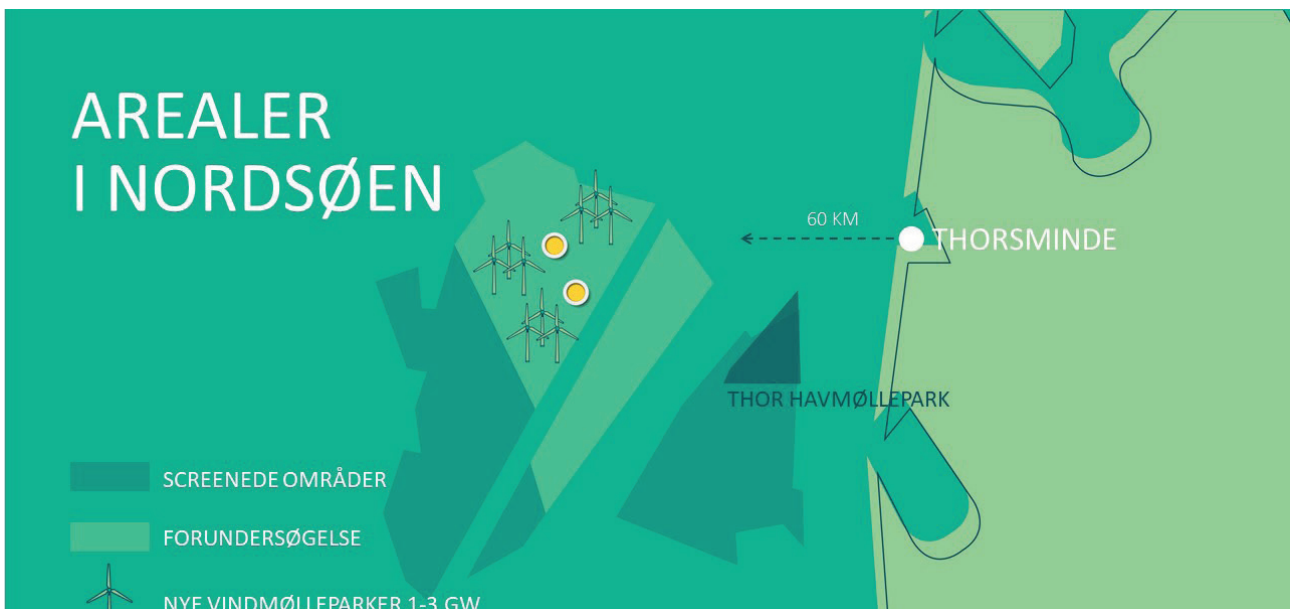 AREALER
I NORDSØEN
60 KM
THORSMINDE
THOR HAVMØLLEPARK
SCREENEDE OMRÅDER
FORUNDERSØGELSE
NYE VINDMØLLEPARKER 1-3 GW